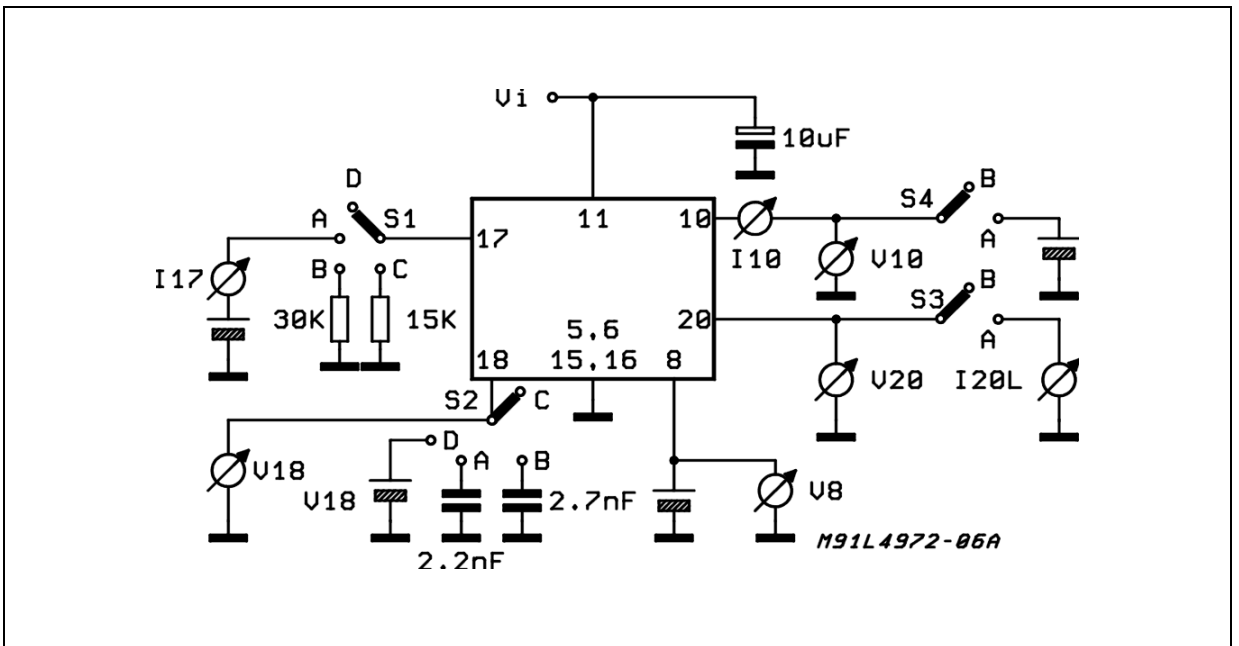 Vi
10uF
D
A S1
11 10
17
S4 B
I10 V10 A
I17
B C
30K 15K
20
S3 B
A
5,6
15,16 8
18
V20 I20L
S2 C
D
V18
A B
V18 2.7nF
V8
M91L4972-06A
2.2nF